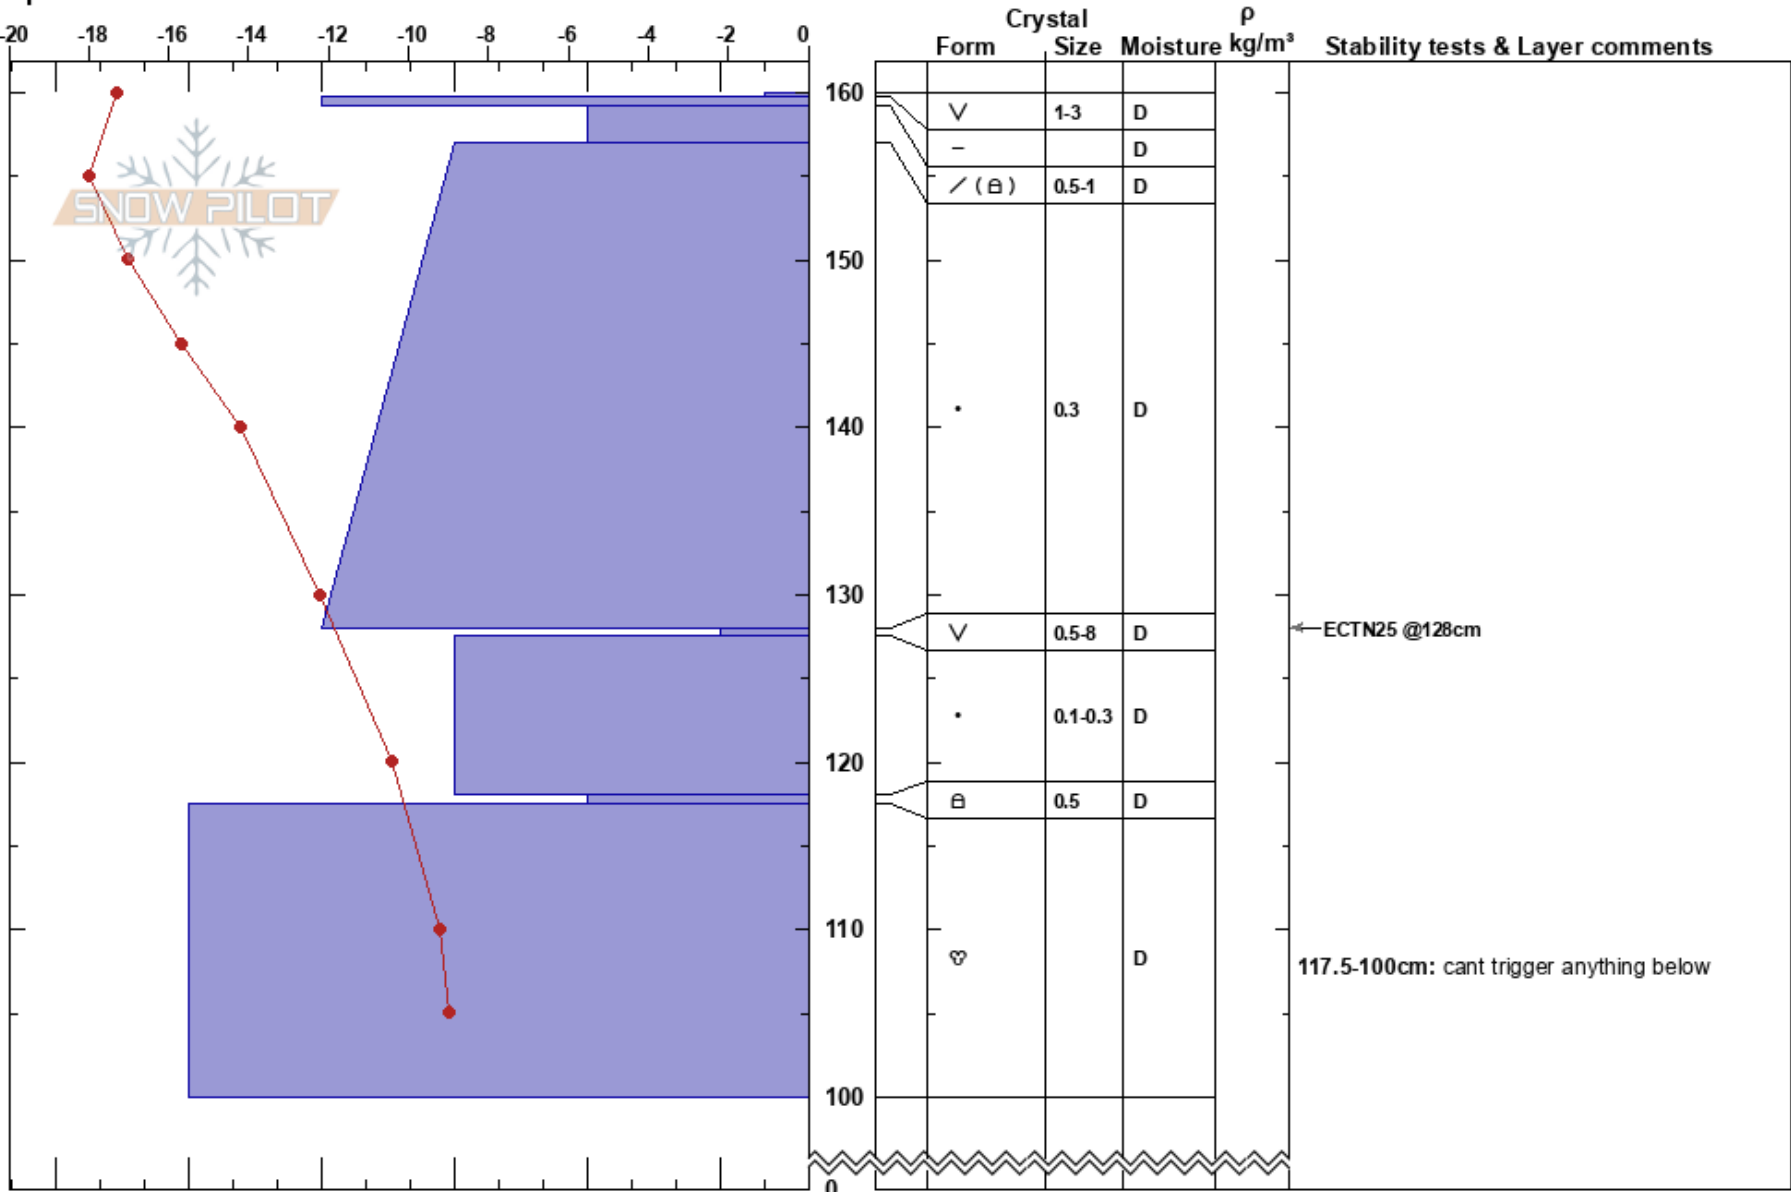 Crystal ρ
-20 -18 -16 -14 -12 -10 -8 -6 -4 -2 0 Form Size Moisture kg/m³ Stability tests & Layer comments
160
V 1-3 D
– D
SNOW PILOT / (⩍) 0.5-1 D
150
• 0.3 D
140
130
V 0.5-8 D ECTN25 @128cm
• 0.1-0.3 D
120
0.5 D
110
D 117.5-100cm: cant trigger anything below
100
0